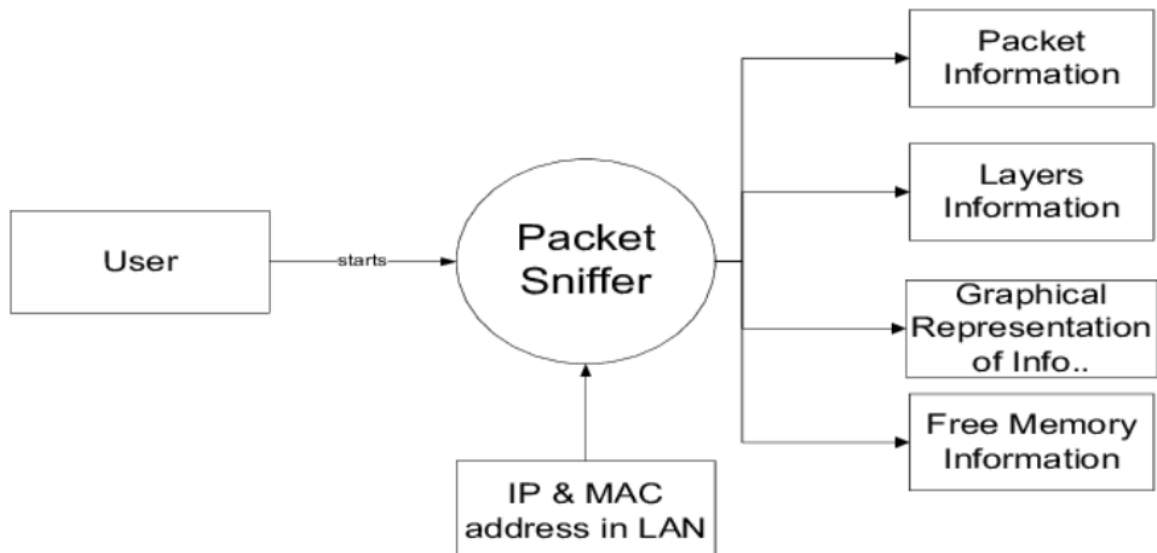 Packet
Information
Layers
Information
User
starts
Packet
Sniffer
Graphical
Representation
of Info..
Free Memory
Information
IP & MAC
address in LAN